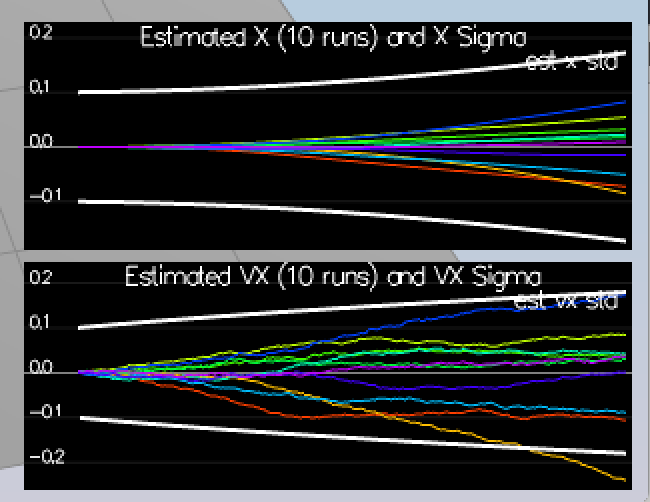 0.2
Estimated X (10 runs) and X Sigma
est x std
0.1
0.0
-0.1
0.2
Estimated VX (10 runs) and VX Sigma
est vx std
0.1
0.0
-0.1
-0.2